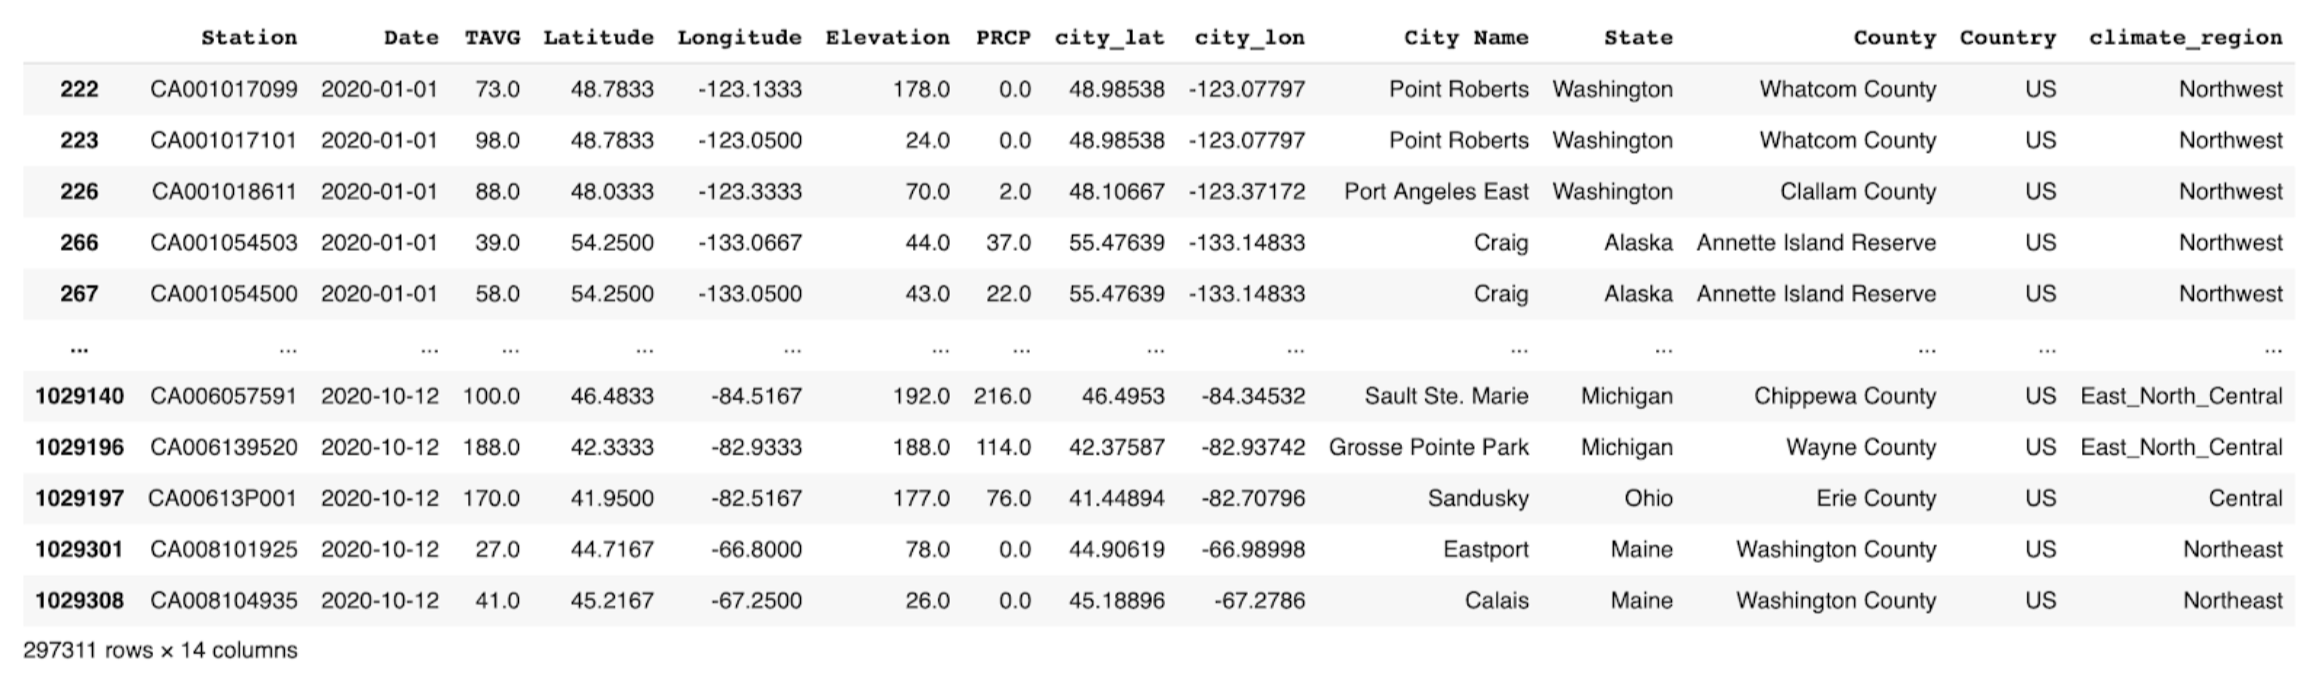 Station Date TAVG Latitude Longitude Elevation PRCP city_lat city_lon City Name State County Country climate_region
222 CA001017099 2020-01-01 73.0 48.7833 -123.1333 178.0 0.0 48.98538 -123.07797 Point Roberts Washington Whatcom County US Northwest
223 CA001017101 2020-01-01 98.0 48.7833 -123.0500 24.0 0.0 48.98538 -123.07797 Point Roberts Washington Whatcom County US Northwest
226 CA001018611 2020-01-01 88.0 48.0333 -123.3333 70.0 2.0 48.10667 -123.37172 Port Angeles East Washington Clallam County US Northwest
266 CA001054503 2020-01-01 39.0 54.2500 -133.0667 44.0 37.0 55.47639 -133.14833 Craig Alaska Annette Island Reserve US Northwest
267 CA001054500 2020-01-01 58.0 54.2500 -133.0500 43.0 22.0 55.47639 -133.14833 Craig Alaska Annette Island Reserve US Northwest
... ... ... ... ... ... ... ... ... ... ... ... ... ... ...
1029140 CA006057591 2020-10-12 100.0 46.4833 -84.5167 192.0 216.0 46.4953 -84.34532 Sault Ste. Marie Michigan Chippewa County US East_North_Central
1029196 CA006139520 2020-10-12 188.0 42.3333 -82.9333 188.0 114.0 42.37587 -82.93742 Grosse Pointe Park Michigan Wayne County US East_North_Central
1029197 CA00613P001 2020-10-12 170.0 41.9500 -82.5167 177.0 76.0 41.44894 -82.70796 Sandusky Ohio Erie County US Central
1029301 CA008101925 2020-10-12 27.0 44.7167 -66.8000 78.0 0.0 44.90619 -66.98998 Eastport Maine Washington County US Northeast
1029308 CA008104935 2020-10-12 41.0 45.2167 -67.2500 26.0 0.0 45.18896 -67.2786 Calais Maine Washington County US Northeast
297311 rows × 14 columns